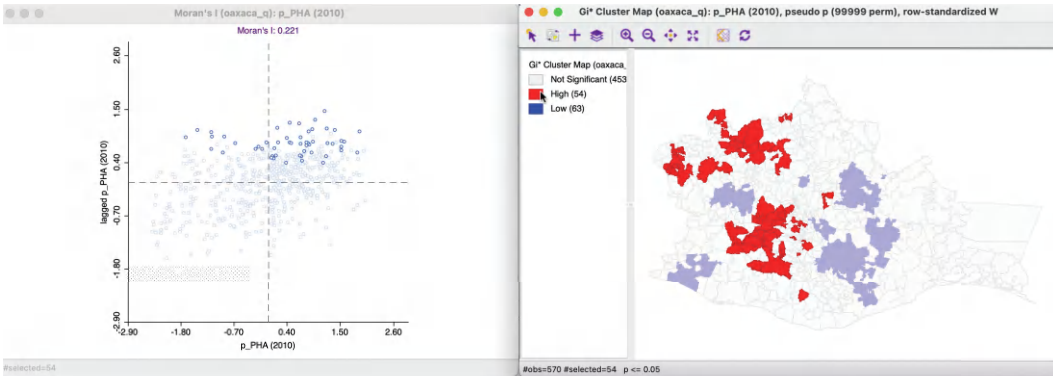 Moran's I (oaxaca_q): p_PHA (2010)
Moran's I: 0.221
2.60
1.50
0.40
-0.70
-1.80
-2.90
lagged p_PHA (2010)
-2.90
-1.80
-0.70
0.40
1.50
2.60
p_PHA (2010)
#selected=54
Gi* Cluster Map (oaxaca_q): p_PHA (2010), pseudo p (99999 perm), row-standardized W
Gi* Cluster Map (oaxaca_
Not Significant (453
High (54)
Low (63)
#obs=570 #selected=54 p <= 0.05